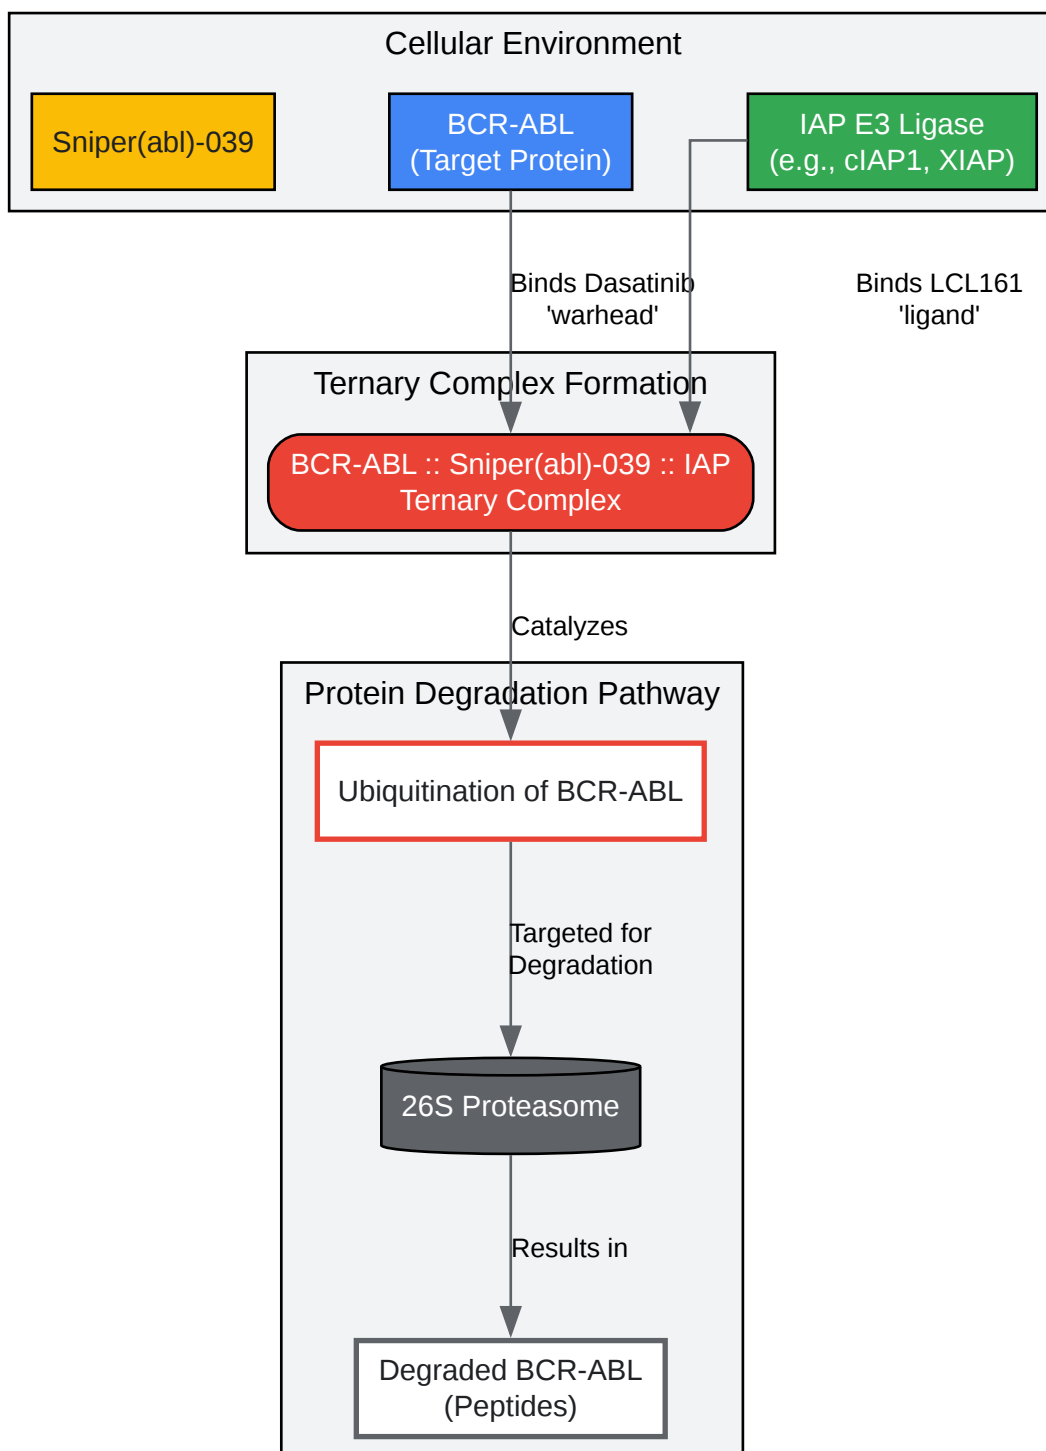 Cellular Environment
Sniper(abl)-039
BCR-ABL
(Target Protein)
IAP E3 Ligase
(e.g., cIAP1, XIAP)
Binds Dasatinib
'warhead'
Binds LCL161
'ligand'
Ternary Complex Formation
BCR-ABL :: Sniper(abl)-039 :: IAP
Ternary Complex
Catalyzes
Protein Degradation Pathway
Ubiquitination of BCR-ABL
Targeted for
Degradation
26S Proteasome
Results in
Degraded BCR-ABL
(Peptides)